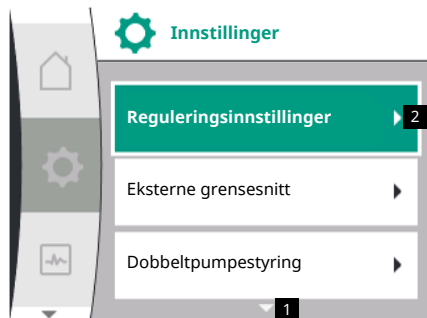 Innstillinger
Reguleringsinnstillinger
2
Eksterne grensesnitt
Dobbeltpumpestyring
1